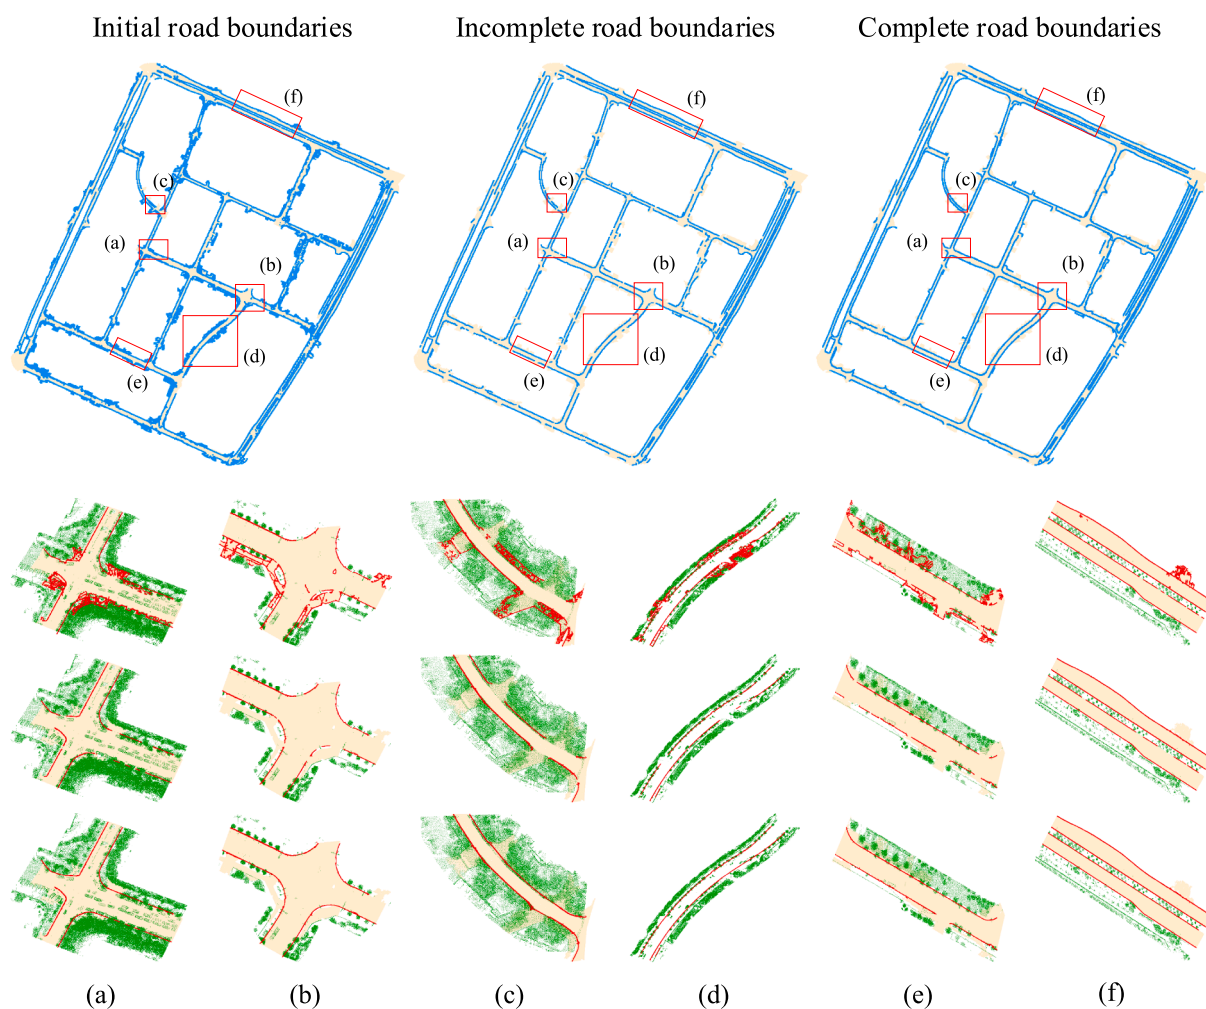 Initial road boundaries
Incomplete road boundaries
Complete road boundaries
(f)
(c)
(a)
(b)
(d)
(e)
(f)
(c)
(a)
(b)
(d)
(e)
(f)
(c)
(a)
(b)
(d)
(e)
(a)
(b)
(c)
(d)
(e)
(f)